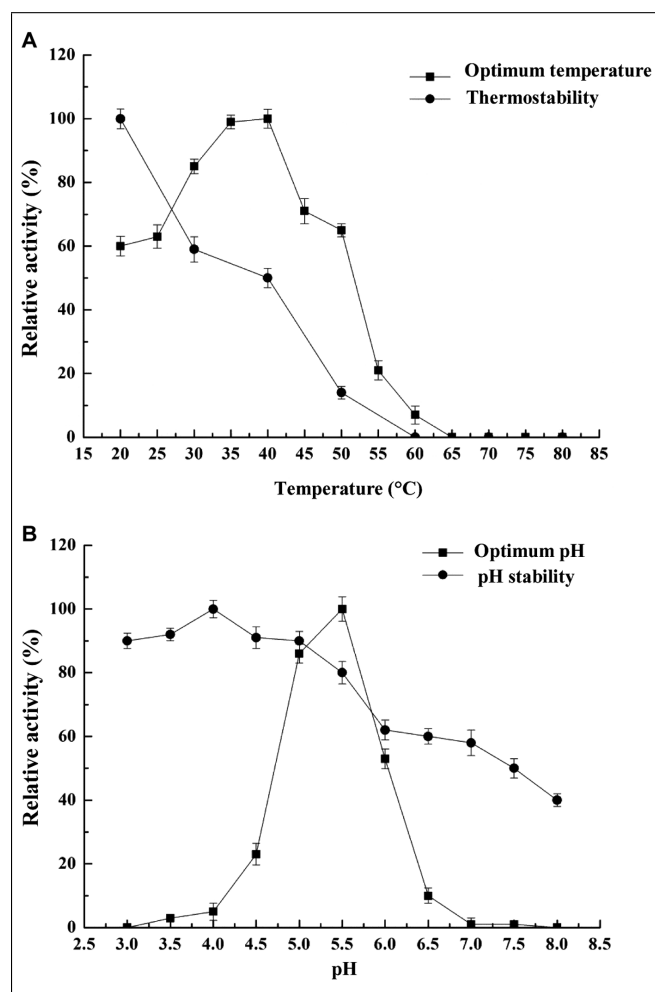 A
Optimum temperature
Thermostability
Relative activity (%)
120
100
80
60
40
20
0
15 20 25 30 35 40 45 50 55 60 65 70 75 80 85
Temperature (°C)
B
Optimum pH
pH stability
Relative activity (%)
120
100
80
60
40
20
0
2.5 3.0 3.5 4.0 4.5 5.0 5.5 6.0 6.5 7.0 7.5 8.0 8.5
pH